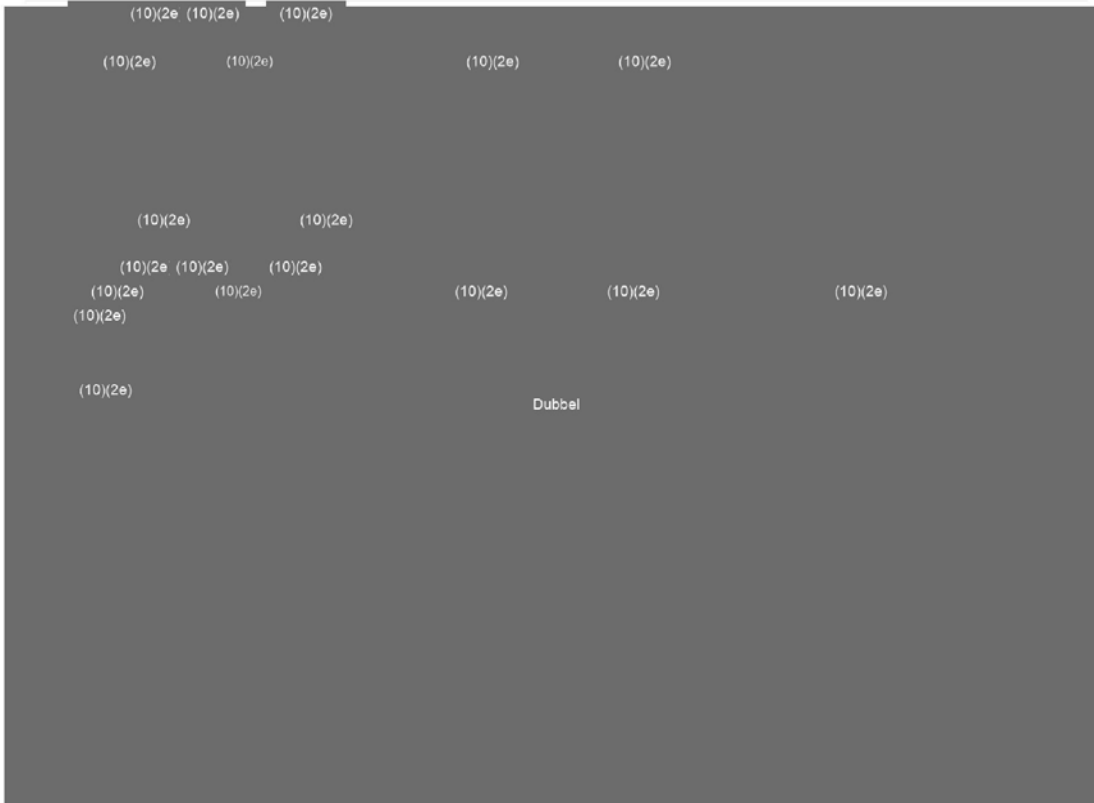 (10)(2e (10)(2e) (10)(2e)
(10)(2e) (10)(2e) (10)(2e) (10)(2e)
(10)(2e) (10)(2e)
(10)(2e (10)(2e) (10)(2e)
(10)(2e) (10)(2e) (10)(2e) (10)(2e) (10)(2e)
(10)(2e)
(10)(2e)
Dubbel